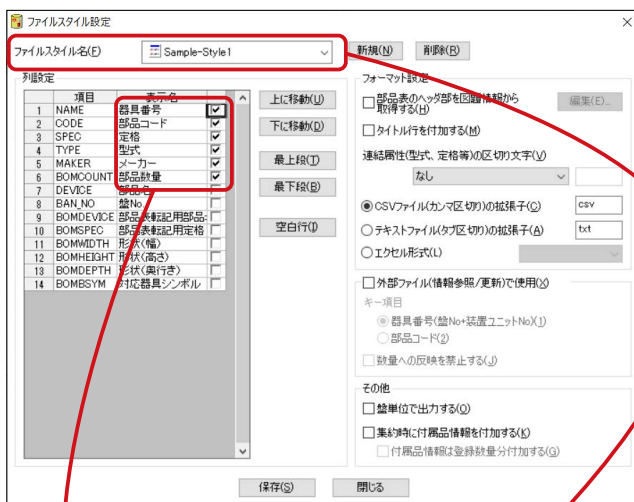 ファイルスタイル設定
ファイルスタイル名(F) Sample-Style1 新規(N) 削除(R)
列設定
項目 表示名
1 NAME 器具番号
2 CODE 部品コード
3 SPEC 定格
4 TYPE 型式
5 MAKER メーカー
6 BOMCOUNT 部品数量
7 DEVICE 部品名
8 BAN_NO 盤No.
9 BOMDEVICE 部品表転記用部品
10 BOMSPEC 部品表転記用定格
11 BOMWIDTH 形状(幅)
12 BOMHEIGHT 形状(高さ)
13 BOMDEPTH 形状(奥行き)
14 BOMBSYM 対応器具シンボル
上に移動(U)
下に移動(D)
最上段(T)
最下段(B)
空白行(I)
フォーマット設定
部品表のヘッダ部を図題情報から
取得する(H)
編集(E)...
タイトル行を付加する(M)
連結属性(型式、定格等)の区切り文字(V)
なし
CSVファイル(カンマ区切り)の拡張子(C) csv
テキストファイル(タブ区切り)の拡張子(A) txt
エクセル形式(L)
外部ファイル(情報参照/更新)で使用(X)
キー項目
器具番号(盤No+装置ユニットNo)(1)
部品コード(2)
数量への反映を禁止する(J)
その他
盤単位で出力する(O)
集約時に付属品情報を付加する(K)
付属品情報は登録数量分付加する(G)
保存(S) 閉じる